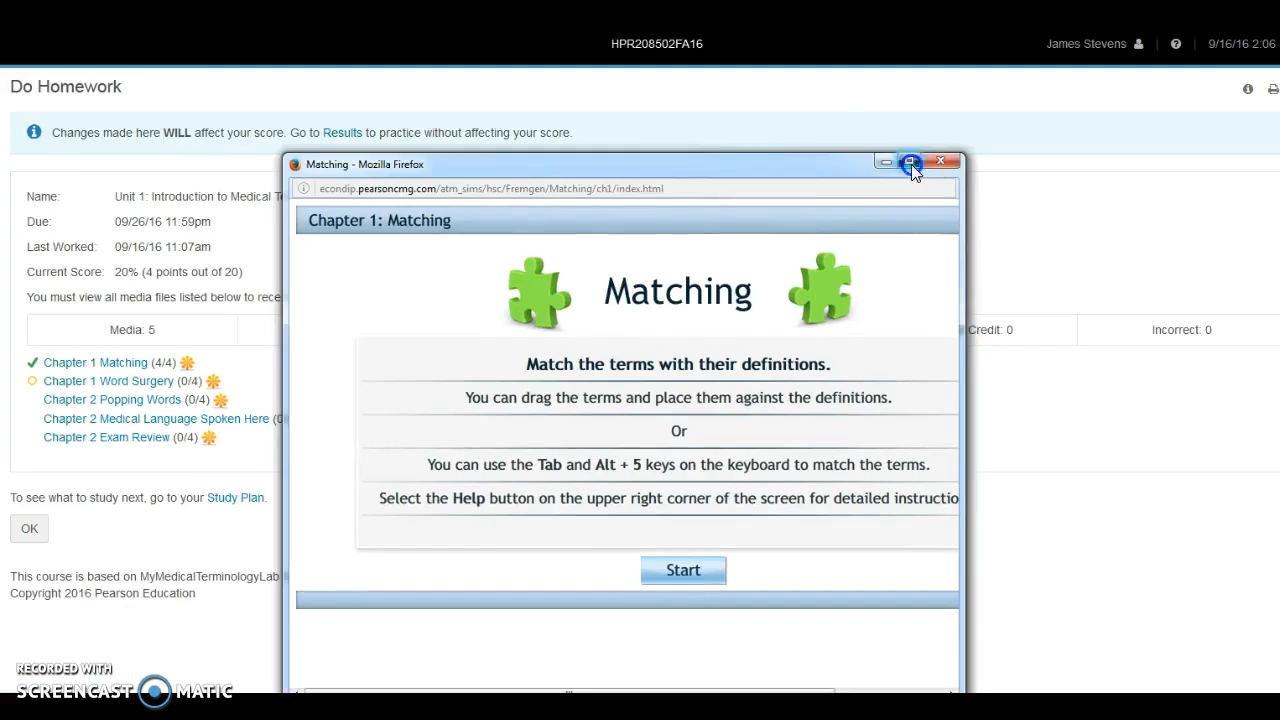 HPR208502FA16
James Stevens
9/16/16 2:06
Do Homework
Changes made here WILL affect your score. Go to Results to practice without affecting your score.
Name: Unit 1: Introduction to Medical T
Due: 09/26/16 11:59pm
Last Worked: 09/16/16 11:07am
Current Score: 20% (4 points out of 20)
You must view all media files listed below to rece
Media: 5
Credit: 0
Incorrect: 0
Chapter 1 Matching (4/4)
Chapter 1 Word Surgery (0/4)
Chapter 2 Popping Words (0/4)
Chapter 2 Medical Language Spoken Here (0
Chapter 2 Exam Review (0/4)
To see what to study next, go to your Study Plan.
OK
This course is based on MyMedicalTerminologyLab
Copyright 2016 Pearson Education
Matching - Mozilla Firefox
econdip.pearsoncmg.com/atm_sims/hsc/Fremgen/Matching/ch1/index.html
Chapter 1: Matching
Matching
Match the terms with their definitions.
You can drag the terms and place them against the definitions.
Or
You can use the Tab and Alt + 5 keys on the keyboard to match the terms.
Select the Help button on the upper right corner of the screen for detailed instructio
Start
RECORDED WITH
SCREENCAST MATIC